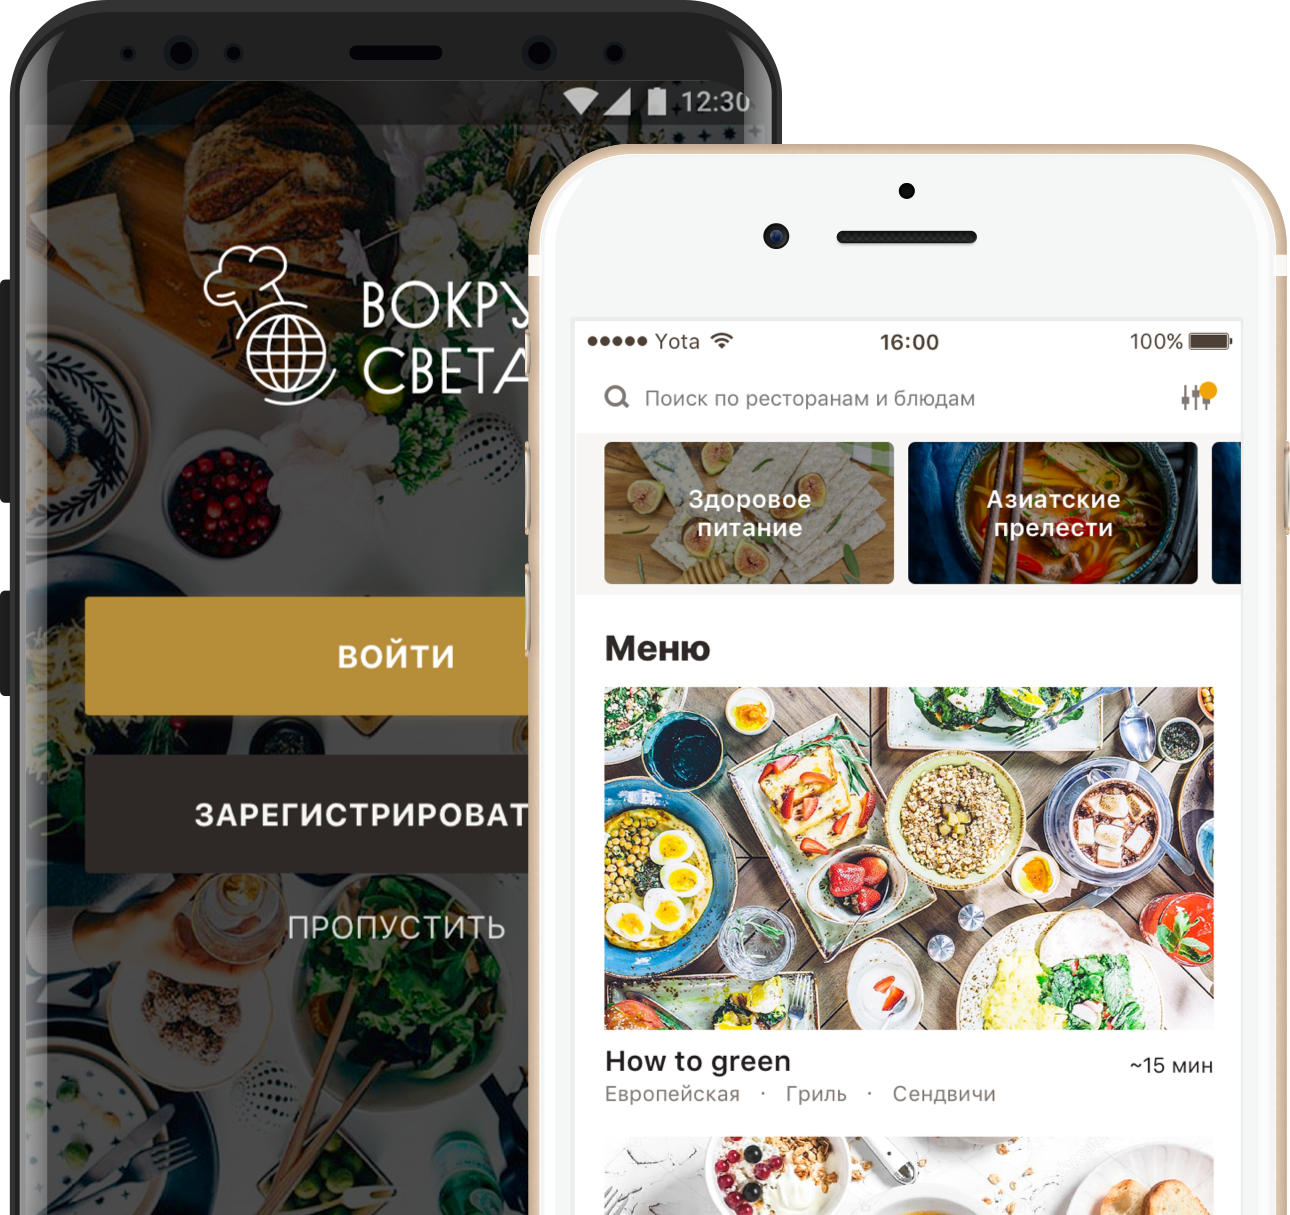 12:30
ВОКРУ
СВЕТА
ВОЙТИ
ЗАРЕГИСТРИРОВАТ
ПРОПУСТИТЬ
Yota
16:00
100%
Поиск по ресторанам и блюдам
Здоровое
питание
Азиатские
прелести
Меню
How to green
~15 мин
Европейская · Гриль · Сендвичи